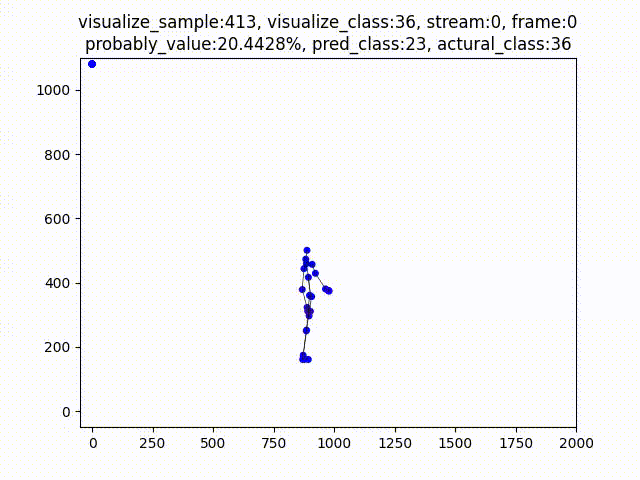 visualize_sample:413, visualize_class:36, stream:0, frame:0
probably_value:20.4428%, pred_class:23, actural_class:36
1000
800
600
400
200
0
0 250 500 750 1000 1250 1500 1750 2000